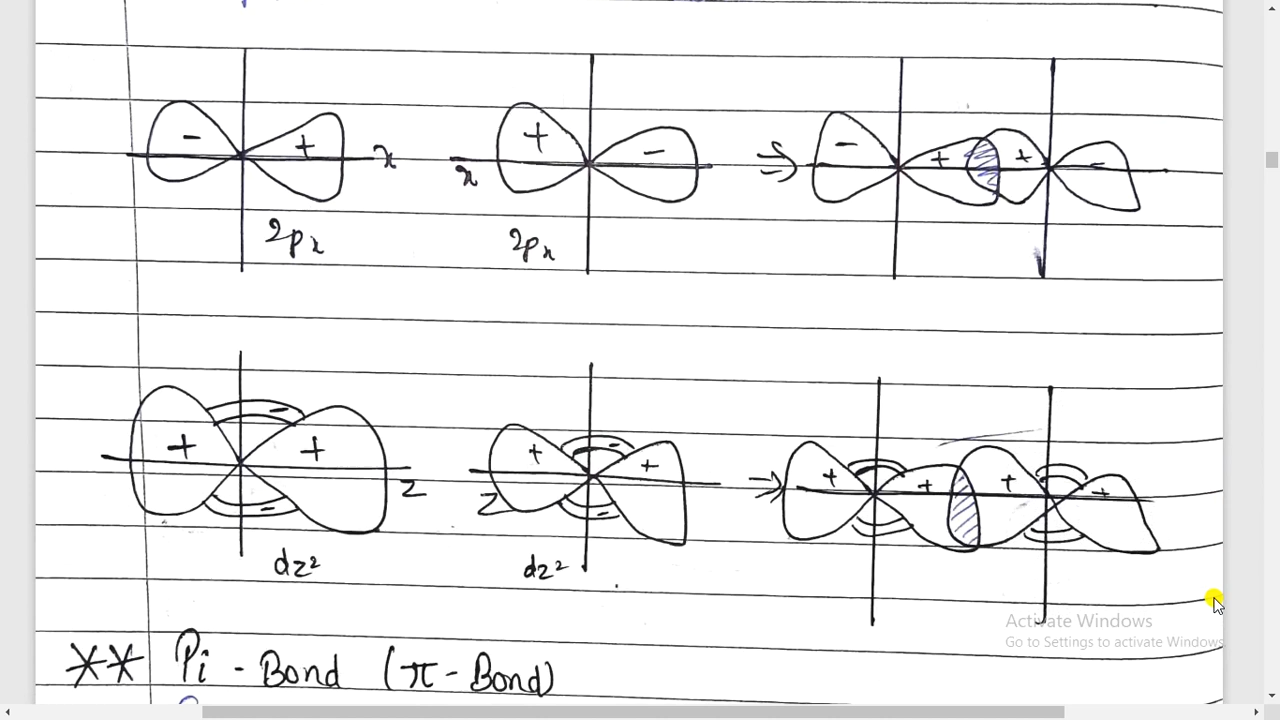 - + x x + - ⇒ - + + -
2px 2px
+ + - - z z + + - - → + + + +
dz² dz²
** Pi - Bond (π - Bond)
Activate Windows
Go to Settings to activate Windows